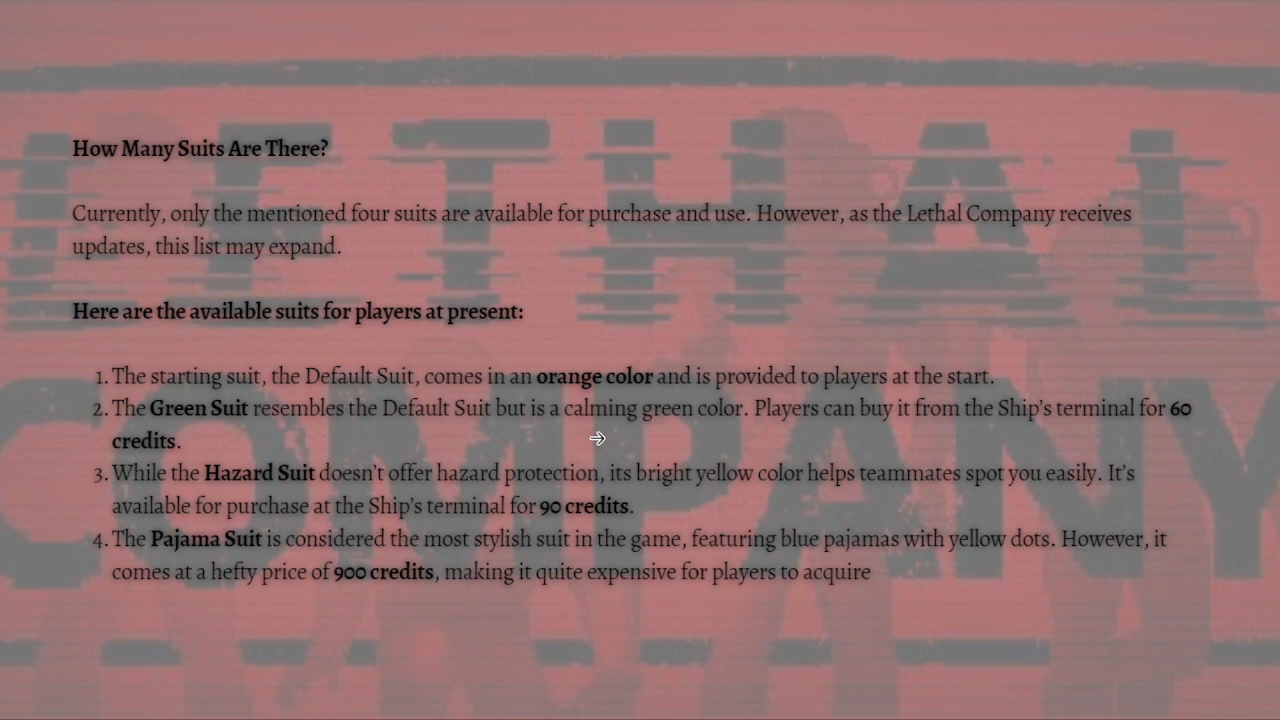 LETHAL
COMPANY
How Many Suits Are There?
Currently, only the mentioned four suits are available for purchase and use. However, as the Lethal Company receives
updates, this list may expand.
Here are the available suits for players at present:
1. The starting suit, the Default Suit, comes in an orange color and is provided to players at the start.
2. The Green Suit resembles the Default Suit but is a calming green color. Players can buy it from the Ship's terminal for 60
credits.
3. While the Hazard Suit doesn't offer hazard protection, its bright yellow color helps teammates spot you easily. It's
available for purchase at the Ship's terminal for 90 credits.
4. The Pajama Suit is considered the most stylish suit in the game, featuring blue pajamas with yellow dots. However, it
comes at a hefty price of 900 credits, making it quite expensive for players to acquire